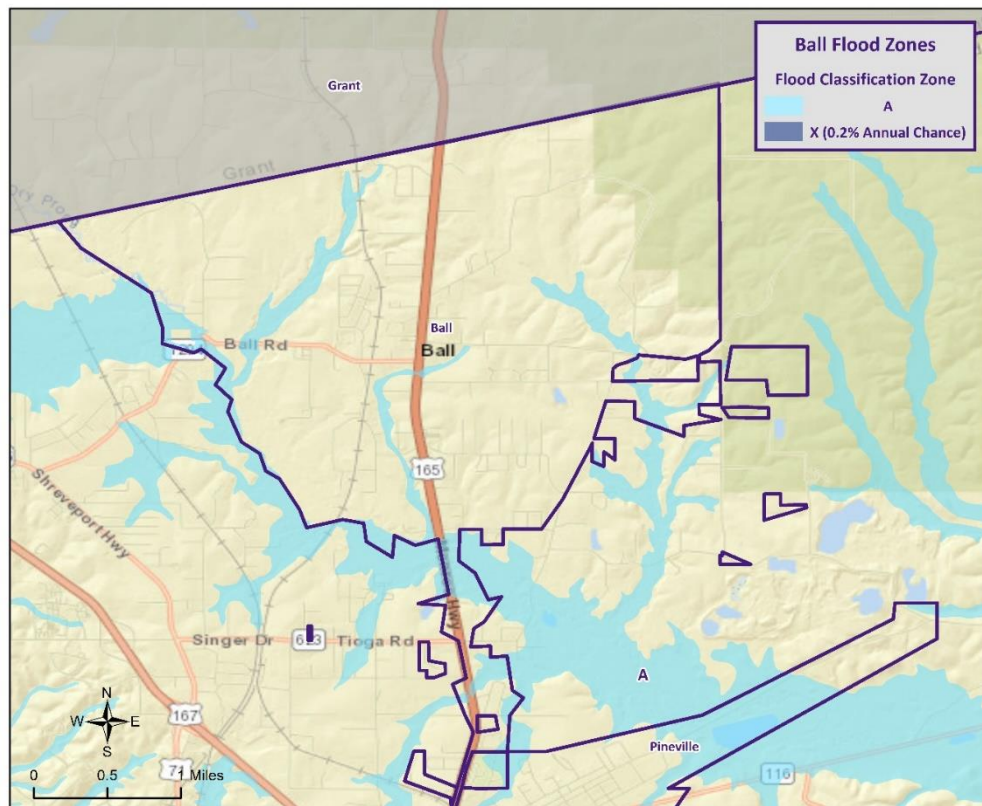 Ball Flood Zones
Flood Classification Zone
A
X (0.2% Annual Chance)
Grant
Grant
Ball Rd
Ball
Ball
165
Shreveport Hwy
Hwy
Singer Dr
Tioga Rd
A
Pineville
167
71
116
N
W
E
S
0
0.5
1 Miles